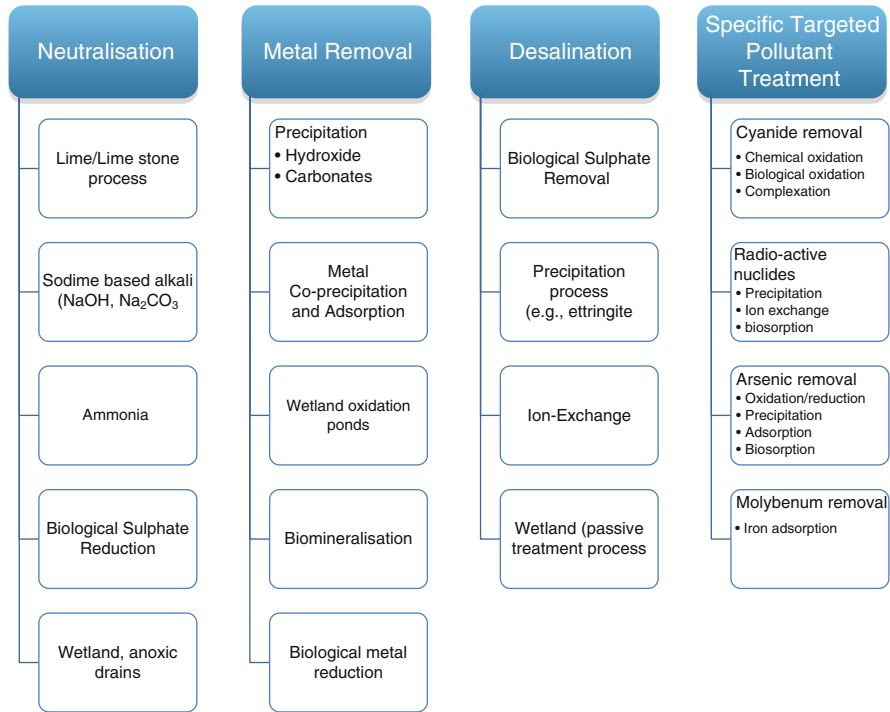 Neutralisation
Lime/Lime stone
process
Sodime based alkali
(NaOH, Na₂CO₃
Ammonia
Biological Sulphate
Reduction
Wetland, anoxic
drains
Metal Removal
Precipitation
• Hydroxide
• Carbonates
Metal
Co-precipitation
and Adsorption
Wetland oxidation
ponds
Biomineralisation
Biological metal
reduction
Desalination
Biological Sulphate
Removal
Precipitation
process
(e.g., ettringite
Ion-Exchange
Wetland (passive
treatment process
Specific Targeted
Pollutant
Treatment
Cyanide removal
• Chemical oxidation
• Biological oxidation
• Complexation
Radio-active
nuclides
• Precipitation
• Ion exchange
• biosorption
Arsenic removal
• Oxidation/reduction
• Precipitation
• Adsorption
• Biosorption
Molybenum removal
• Iron adsorption